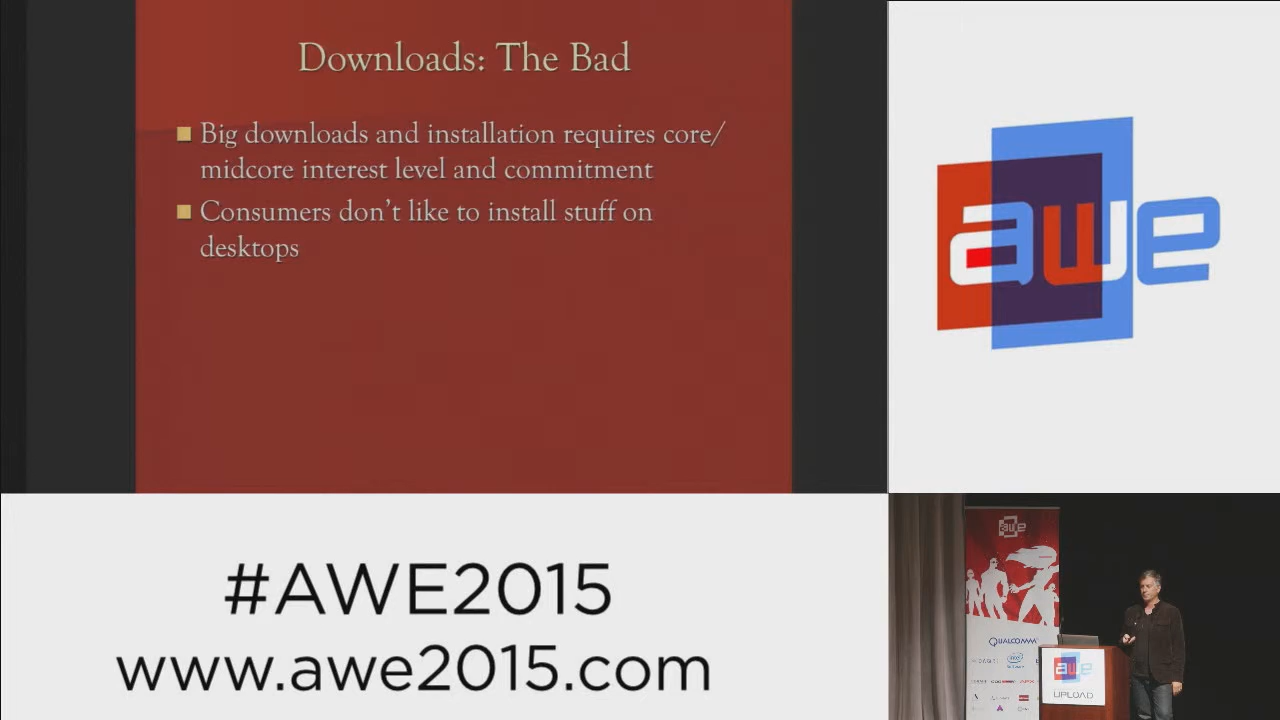 Downloads: The Bad
Big downloads and installation requires core/
midcore interest level and commitment
Consumers don't like to install stuff on
desktops
awe
#AWE2015
www.awe2015.com
awe
QUALCOMM
intel
awe
UPLOAD